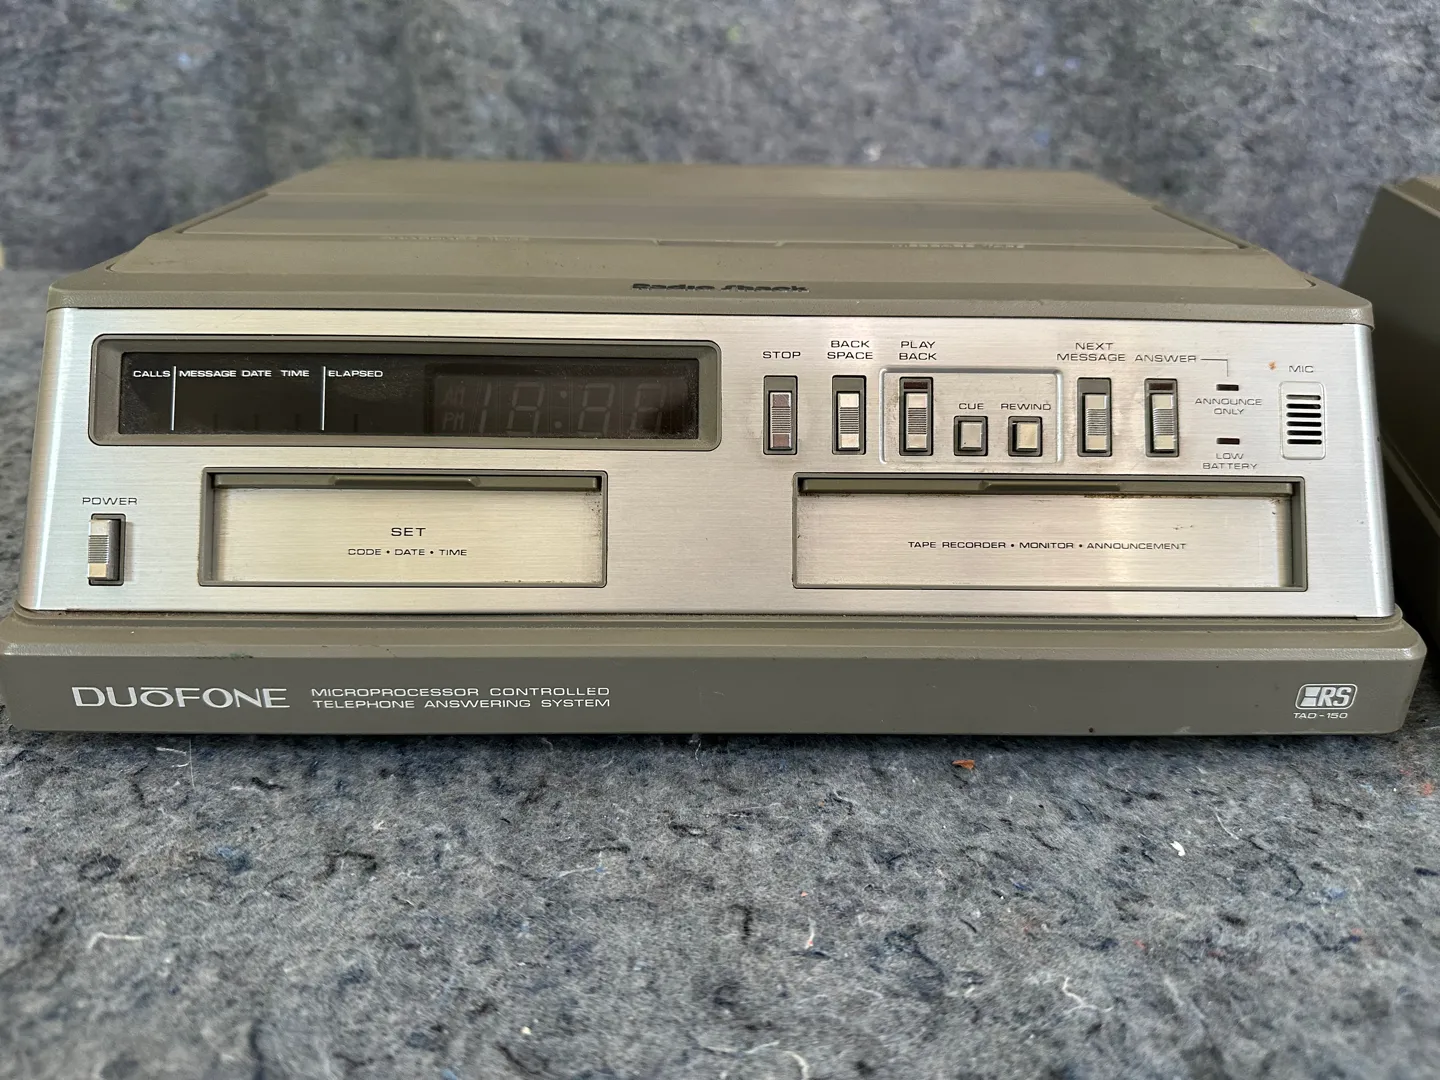 Radio Shack
CALLS MESSAGE DATE TIME ELAPSED
AM
PM
STOP
BACK
SPACE
PLAY
BACK
CUE
REWIND
NEXT
MESSAGE
ANSWER
ANNOUNCE
ONLY
LOW
BATTERY
MIC
POWER
SET
CODE • DATE • TIME
TAPE RECORDER • MONITOR • ANNOUNCEMENT
DUōFONE
MICROPROCESSOR CONTROLLED
TELEPHONE ANSWERING SYSTEM
RS
TAD-150